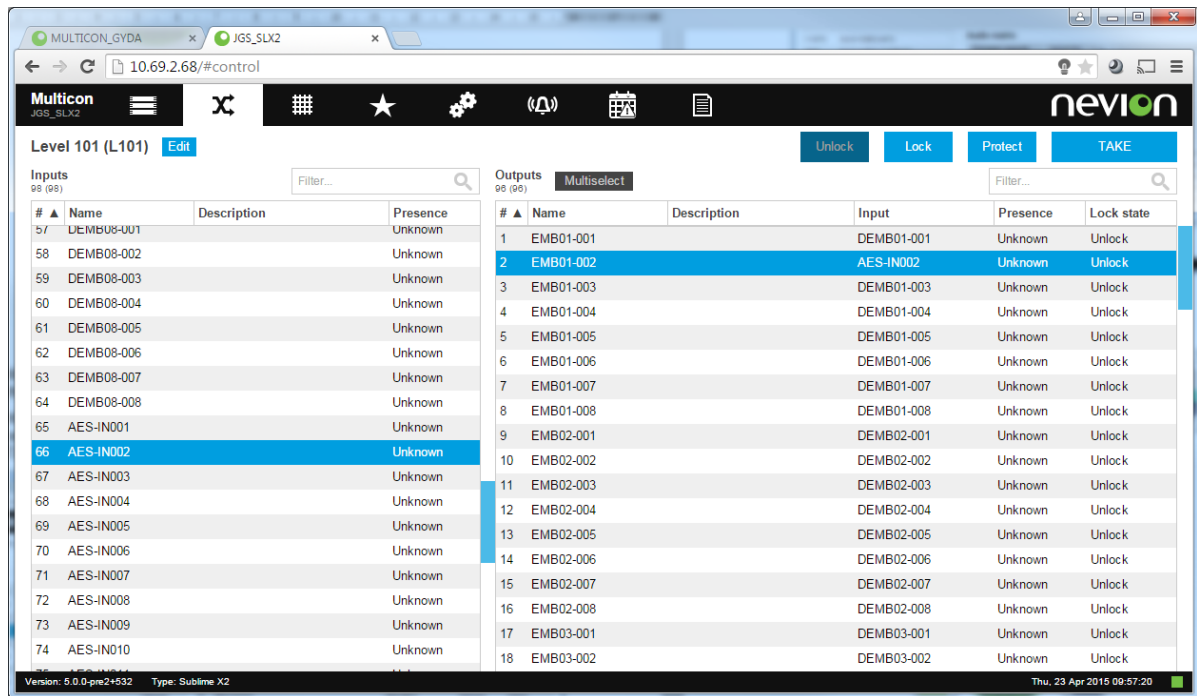 MULTICON_GYDA
JGS_SLX2
10.69.2.68/#control
Multicon
JGS_SLX2
nevion
Level 101 (L101) Edit
Unlock Lock Protect TAKE
Inputs
98 (98)
Filter...
Outputs
96 (96)
Multiselect
Filter...
# ▲ Name Description Presence
57 DEMB08-001 Unknown
58 DEMB08-002 Unknown
59 DEMB08-003 Unknown
60 DEMB08-004 Unknown
61 DEMB08-005 Unknown
62 DEMB08-006 Unknown
63 DEMB08-007 Unknown
64 DEMB08-008 Unknown
65 AES-IN001 Unknown
66 AES-IN002 Unknown
67 AES-IN003 Unknown
68 AES-IN004 Unknown
69 AES-IN005 Unknown
70 AES-IN006 Unknown
71 AES-IN007 Unknown
72 AES-IN008 Unknown
73 AES-IN009 Unknown
74 AES-IN010 Unknown
# ▲ Name Description Input Presence Lock state
1 EMB01-001 DEMB01-001 Unknown Unlock
2 EMB01-002 AES-IN002 Unknown Unlock
3 EMB01-003 DEMB01-003 Unknown Unlock
4 EMB01-004 DEMB01-004 Unknown Unlock
5 EMB01-005 DEMB01-005 Unknown Unlock
6 EMB01-006 DEMB01-006 Unknown Unlock
7 EMB01-007 DEMB01-007 Unknown Unlock
8 EMB01-008 DEMB01-008 Unknown Unlock
9 EMB02-001 DEMB02-001 Unknown Unlock
10 EMB02-002 DEMB02-002 Unknown Unlock
11 EMB02-003 DEMB02-003 Unknown Unlock
12 EMB02-004 DEMB02-004 Unknown Unlock
13 EMB02-005 DEMB02-005 Unknown Unlock
14 EMB02-006 DEMB02-006 Unknown Unlock
15 EMB02-007 DEMB02-007 Unknown Unlock
16 EMB02-008 DEMB02-008 Unknown Unlock
17 EMB03-001 DEMB03-001 Unknown Unlock
18 EMB03-002 DEMB03-002 Unknown Unlock
Version: 5.0.0-pre2+532 Type: Sublime X2 Thu, 23 Apr 2015 09:57:20